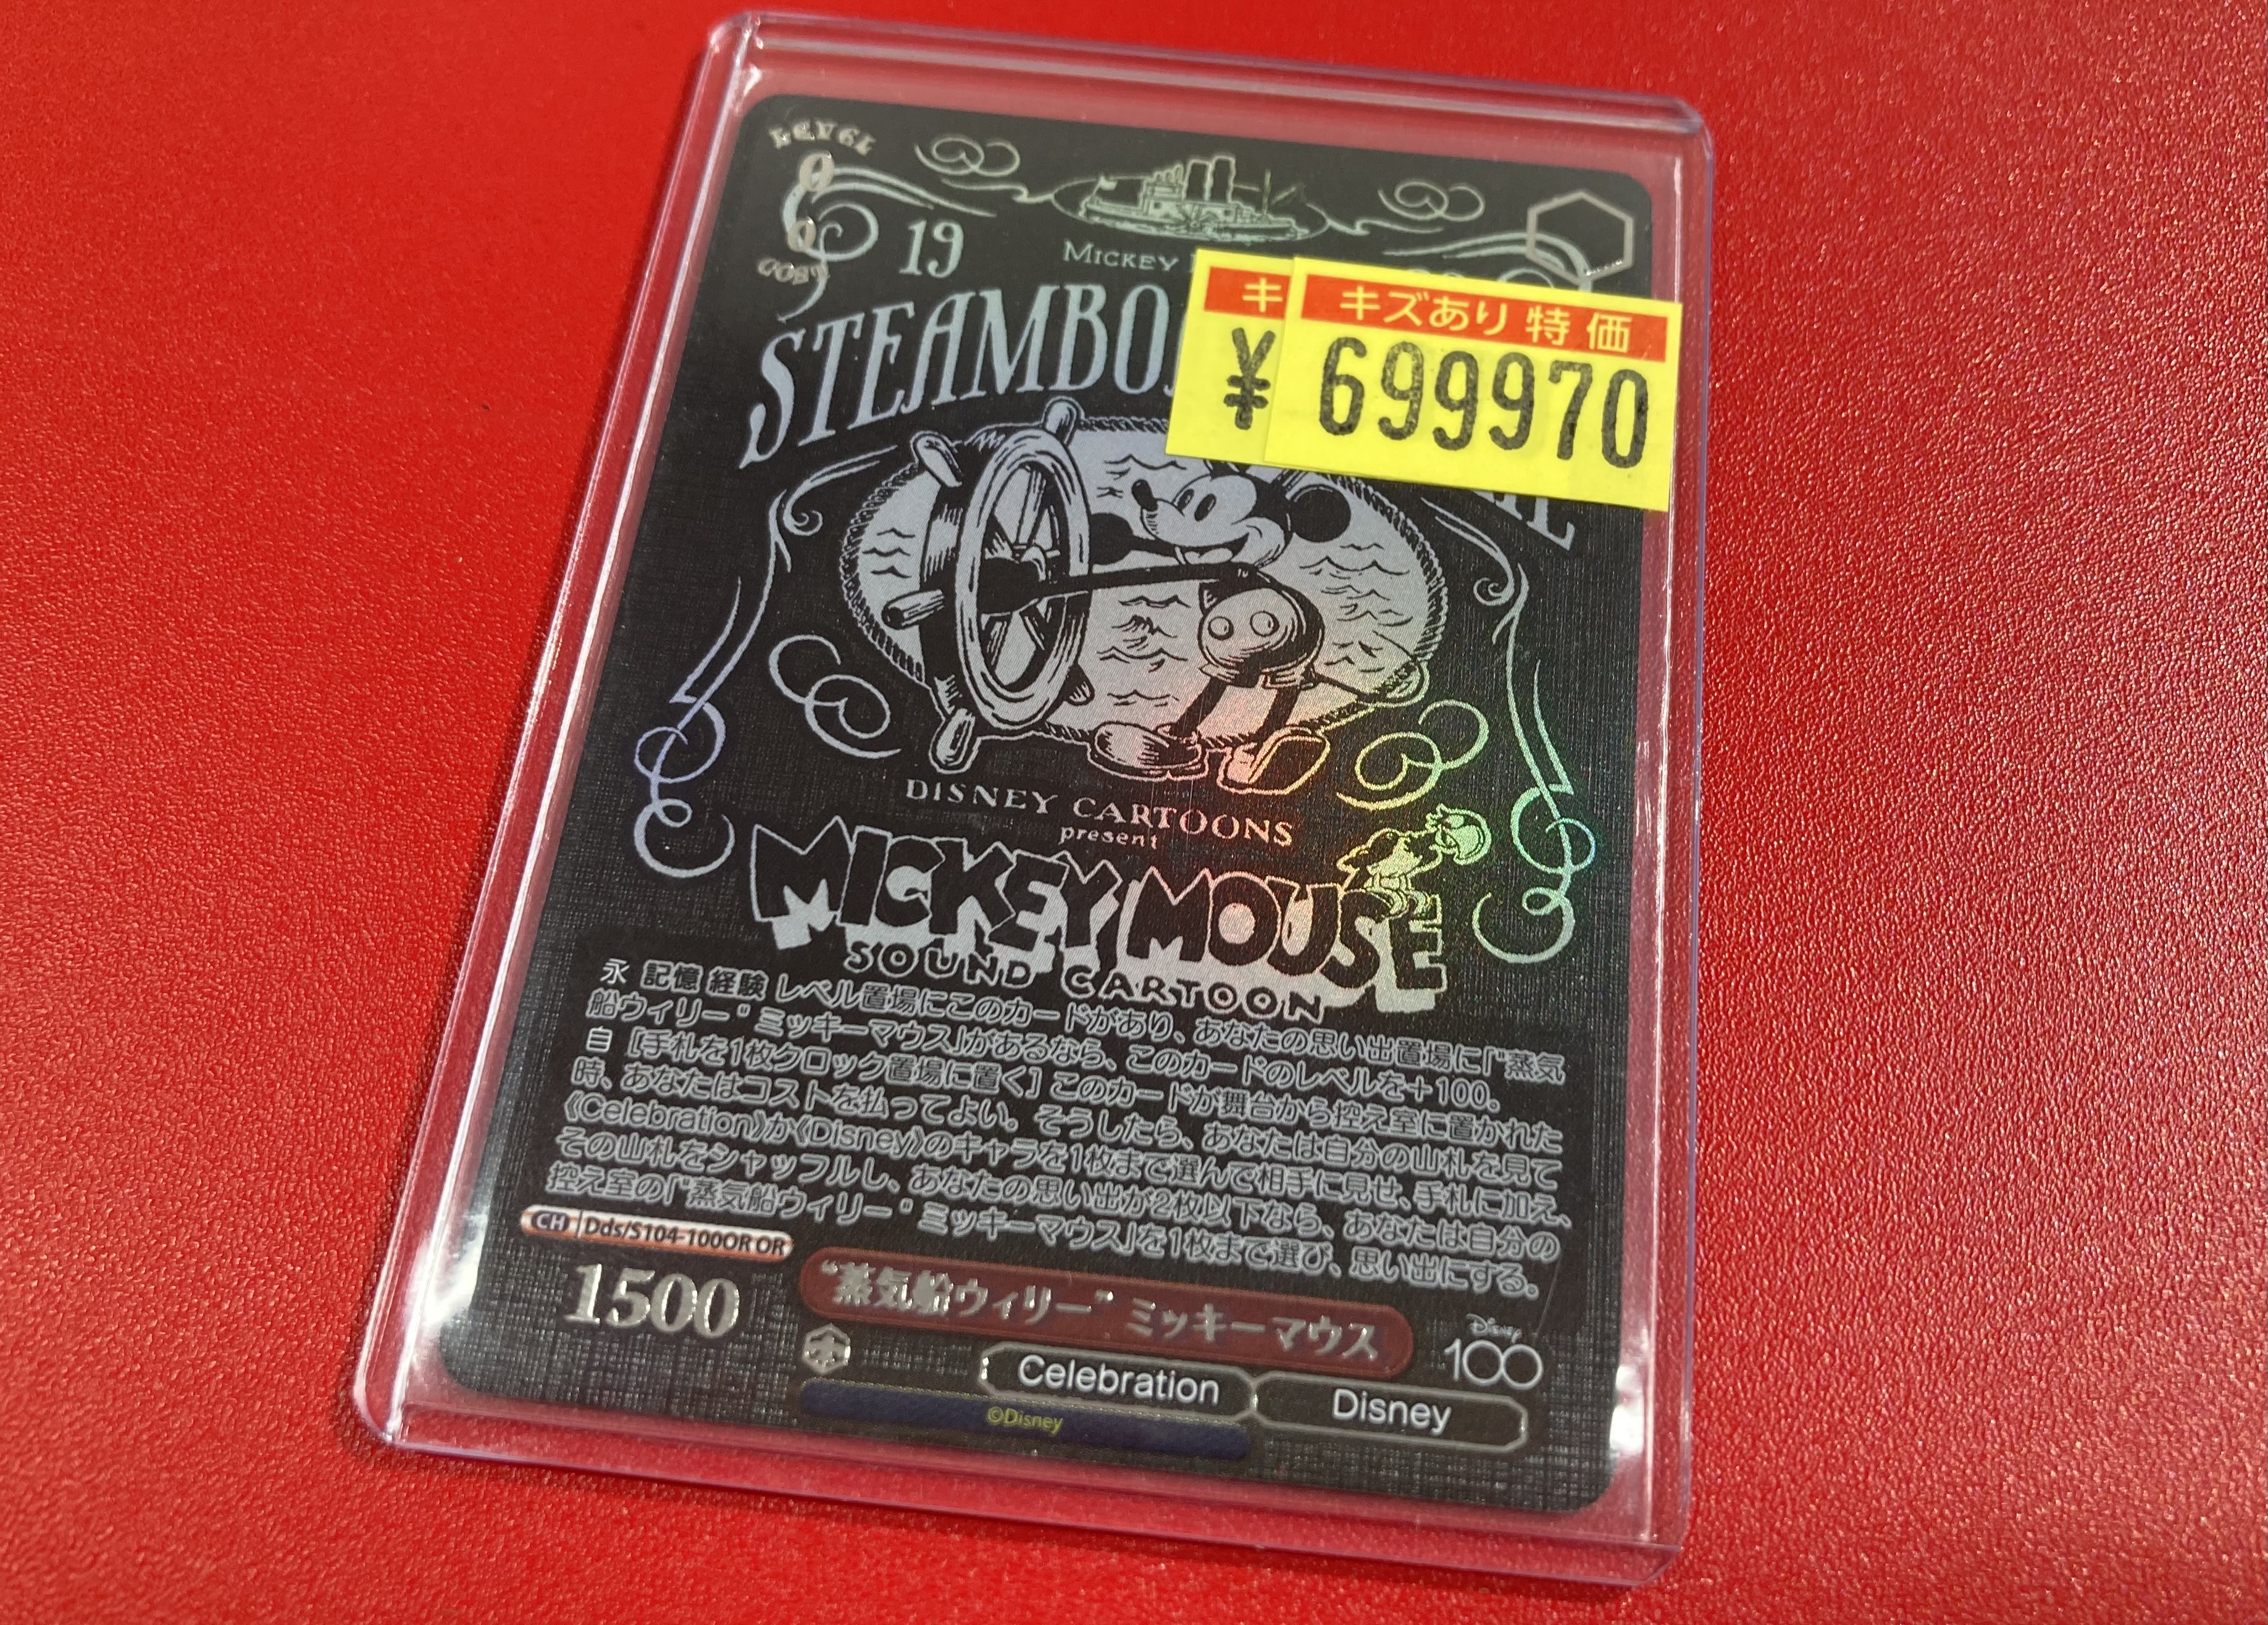 LEVEL
0
0
COST
19
MICKEY
STEAMBO
キ
¥
キズあり特価
699970
DISNEY CARTOONS
present
MICKEY MOUSE
SOUND CARTOON
永 記憶 経験 レベル置場にこのカードがあり、あなたの思い出置場に「“蒸気
船ウィリー”ミッキーマウス」があるなら、このカードのレベルを+100。
自 [手札を1枚クロック置場に置く] このカードが舞台から控え室に置かれた
時、あなたはコストを払ってよい。そうしたら、あなたは自分の山札を見て
《Celebration》か《Disney》のキャラを1枚まで選んで相手に見せ、手札に加え、
その山札をシャッフルし、あなたの思い出が2枚以下なら、あなたは自分の
控え室の「“蒸気船ウィリー”ミッキーマウス」を1枚まで選び、思い出にする。
CH Dds/S104-100OR OR
1500
“蒸気船ウィリー” ミッキーマウス
Disney
100
Celebration
Disney
©Disney